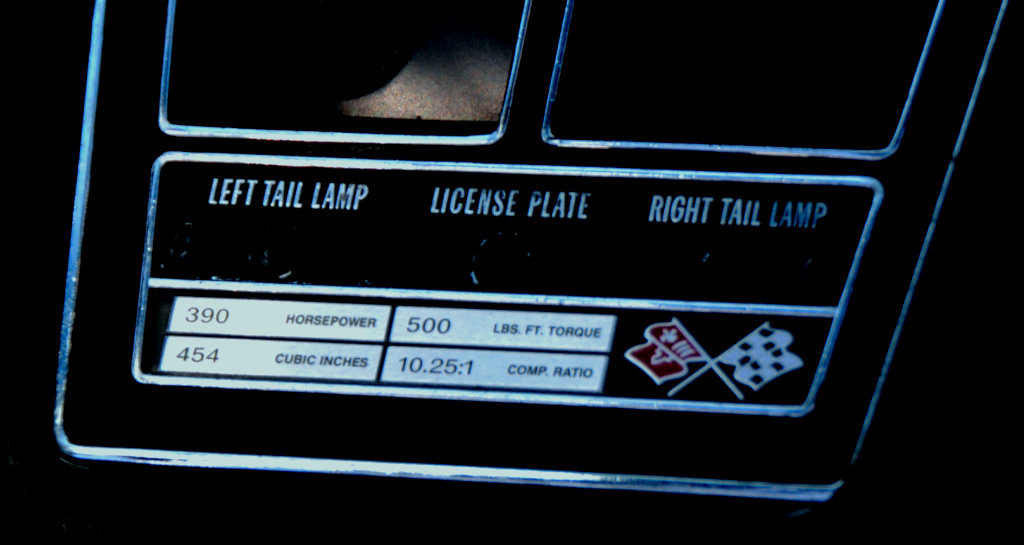 LEFT TAIL LAMP LICENSE PLATE RIGHT TAIL LAMP
390 HORSEPOWER 500 LBS. FT. TORQUE
454 CUBIC INCHES 10.25:1 COMP. RATIO